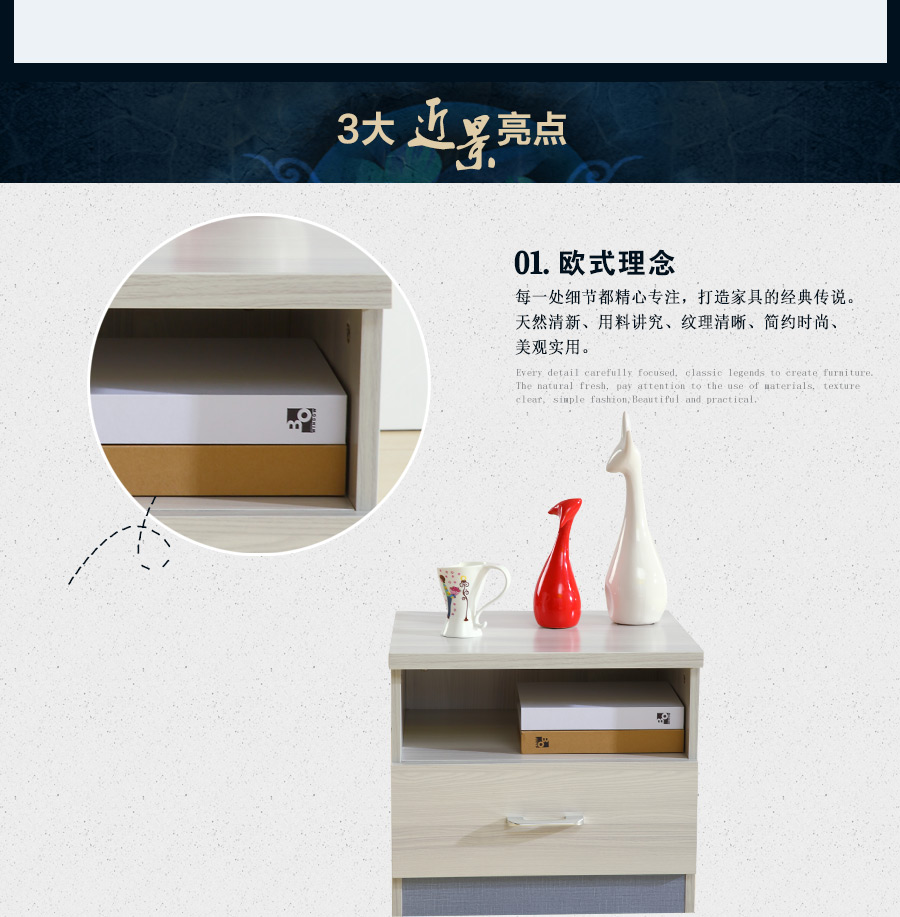 3大近景亮点
01. 欧式理念
每一处细节都精心专注，打造家具的经典传说。
天然清新、用料讲究、纹理清晰、简约时尚、
美观实用。
Every detail carefully focused, classic legends to create furniture.
The natural fresh, pay attention to the use of materials, texture
clear, simple fashion,Beautiful and practical.